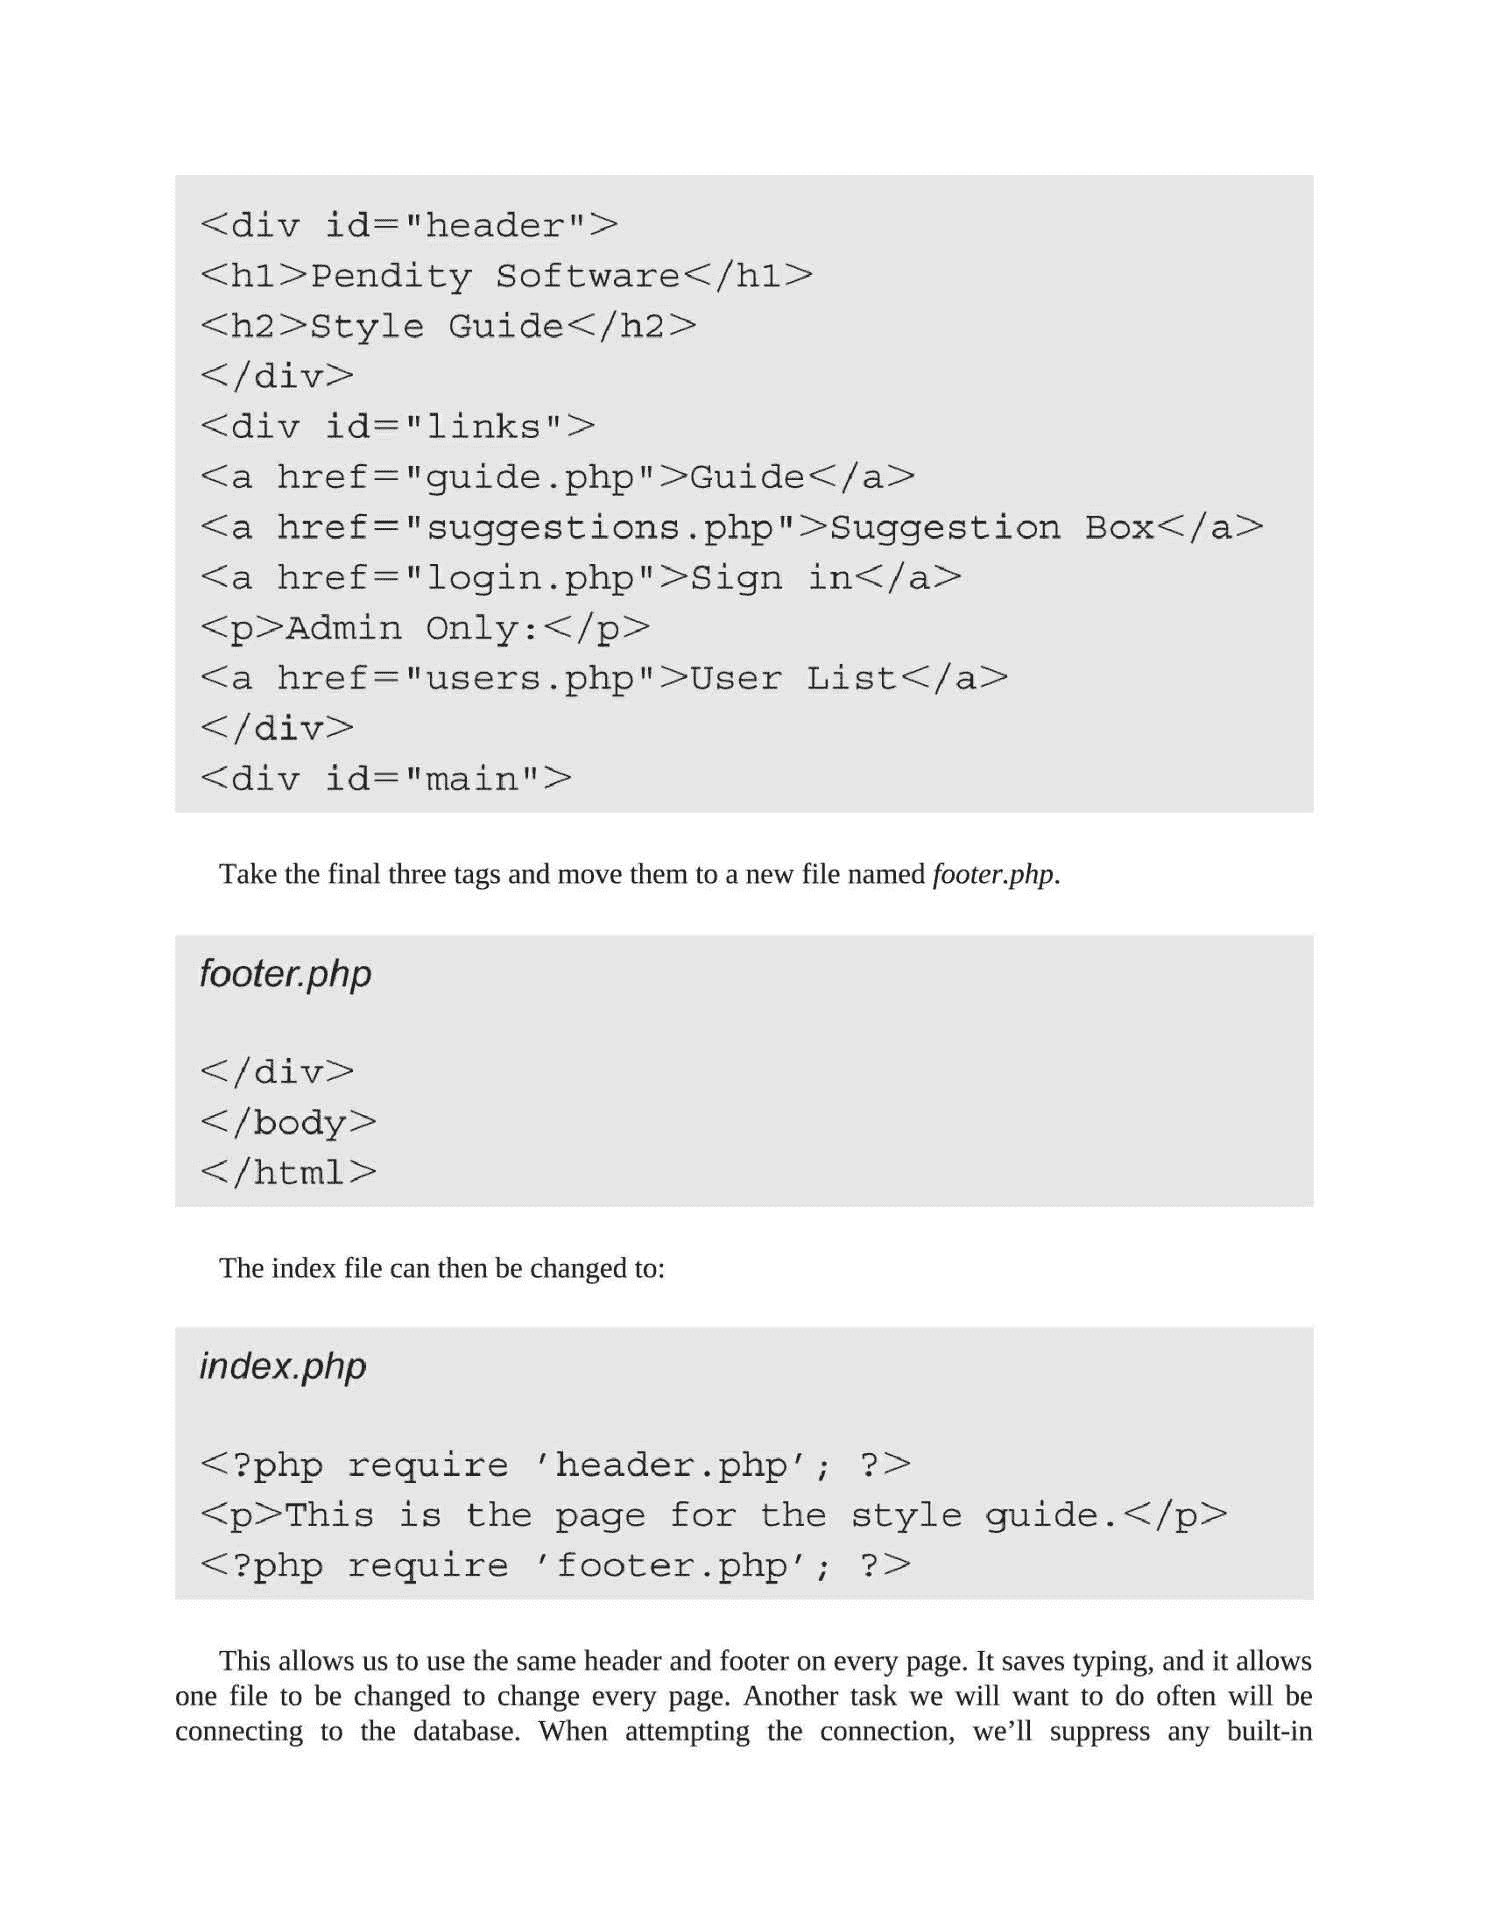 <div id="header">
<h1>Pendity Software</h1>
<h2>Style Guide</h2>
</div>
<div id="links">
<a href="guide.php">Guide</a>
<a href="suggestions.php">Suggestion Box</a>
<a href="login.php">Sign in</a>
<p>Admin Only:</p>
<a href="users.php">User List</a>
</div>
<div id="main">
Take the final three tags and move them to a new file named footer.php.
footer.php
</div>
</body>
</html>
The index file can then be changed to:
index.php
<?php require 'header.php'; ?>
<p>This is the page for the style guide.</p>
<?php require 'footer.php'; ?>
This allows us to use the same header and footer on every page. It saves typing, and it allows
one file to be changed to change every page. Another task we will want to do often will be
connecting to the database. When attempting the connection, we’ll suppress any built-in